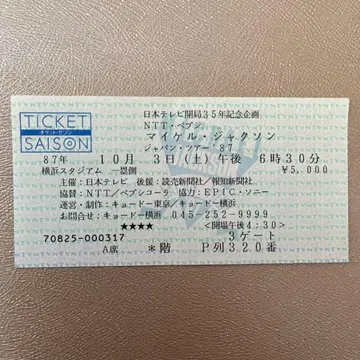 TICKET
チケット・セゾン
SAISON
日本テレビ開局35年記念企画
NTT・ペプシ
マイケル・ジャクソン
ジャパン・ツアー'87
87年 10月 3日(土)午後 6時30分
横浜スタジアム 一塁側 ¥5,000
主催:日本テレビ 後援:読売新聞社/報知新聞社
協賛:NTT/ペプシコーラ 協力:EPIC・ソニー
運営・制作:キョードー東京/キョードー横浜
お問合せ:キョードー横浜 045-252-9999
★★★★ <開場午後4:30>
70825-000317 3ゲート
A席 *階 P列320番